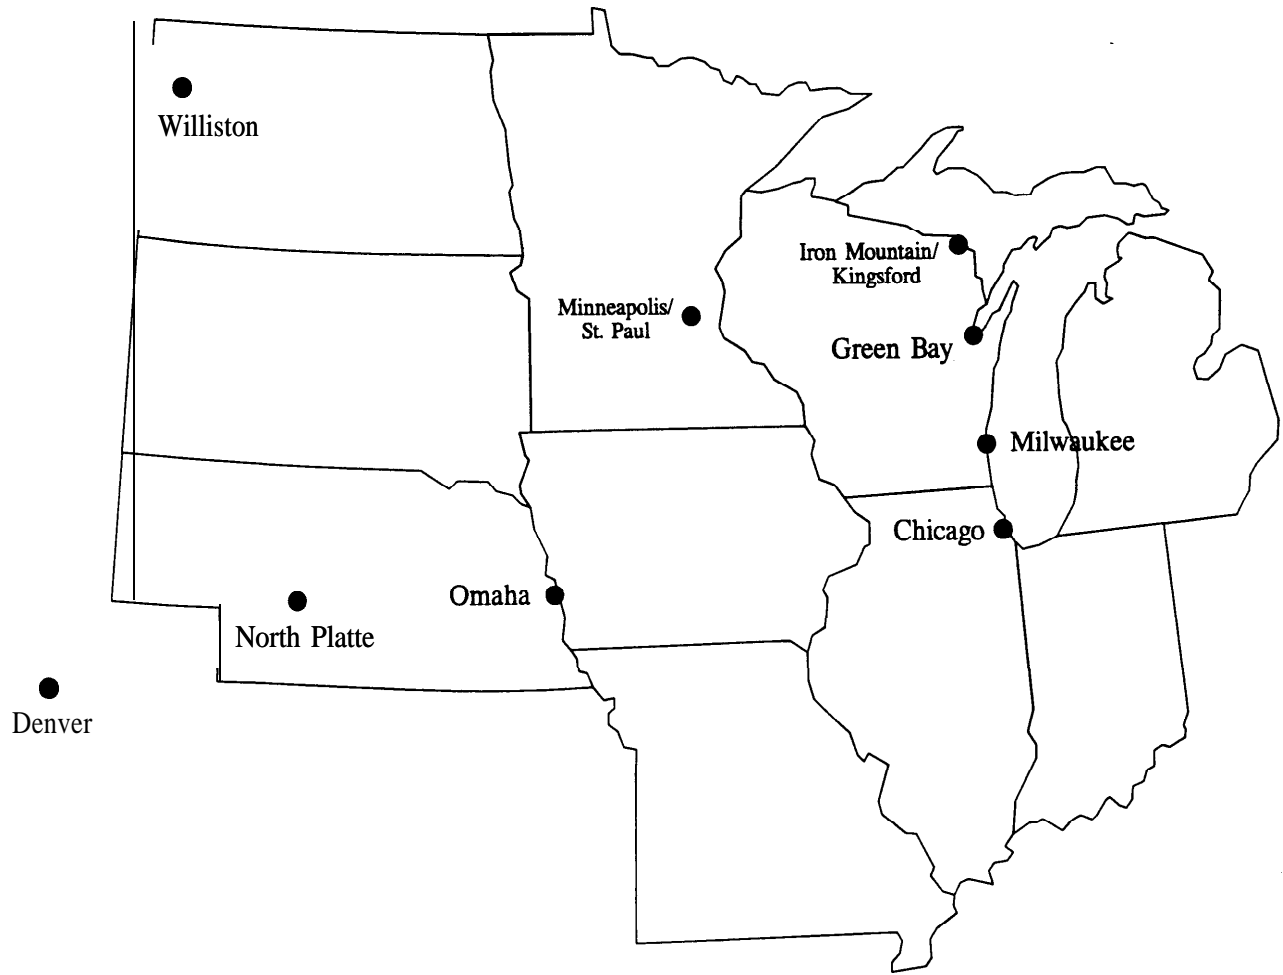 Williston
Iron Mountain/
Kingsford
Minneapolis/
St. Paul
Green Bay
Milwaukee
Chicago
Omaha
North Platte
Denver